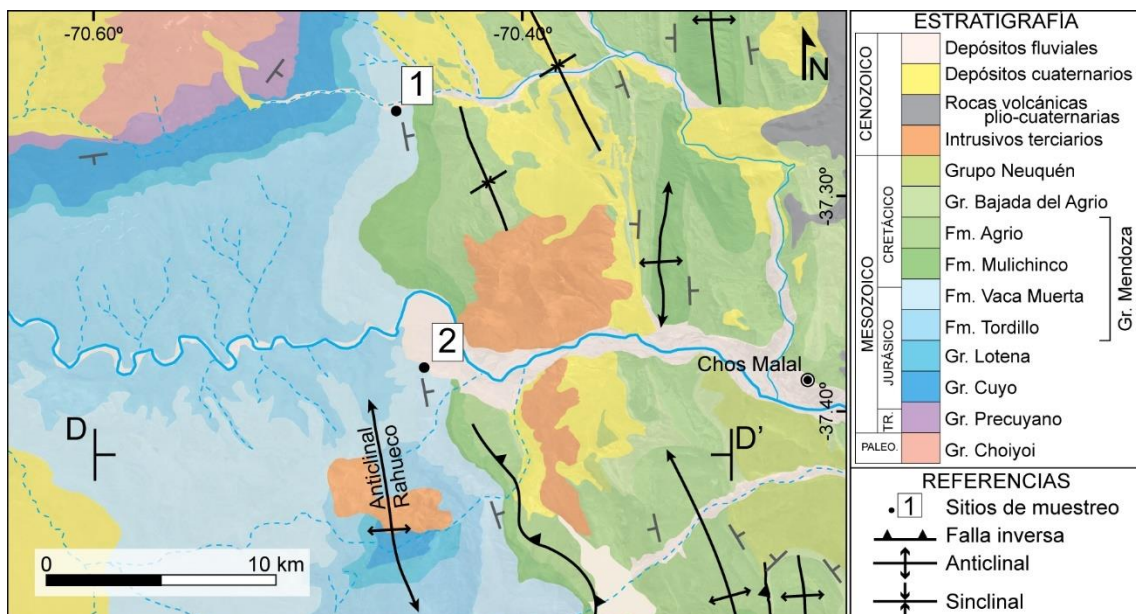 -70.60º
-70.40º
N
1
-37.30º
2
Chos Malal
-37.40º
D
D'
Anticlinal
Rahueco
0
10 km
ESTRATIGRAFÍA
CENOZOICO
Depósitos fluviales
Depósitos cuaternarios
Rocas volcánicas
plio-cuaternarias
Intrusivos terciarios
MESOZOICO
CRETÁCICO
Grupo Neuquén
Gr. Bajada del Agrio
Fm. Agrio
Fm. Mulichinco
Gr. Mendoza
JURÁSICO
Fm. Vaca Muerta
Fm. Tordillo
Gr. Lotena
Gr. Cuyo
TR.
Gr. Precuyano
PALEO.
Gr. Choiyoi
REFERENCIAS
1
Sitios de muestreo
Falla inversa
Anticlinal
Sinclinal